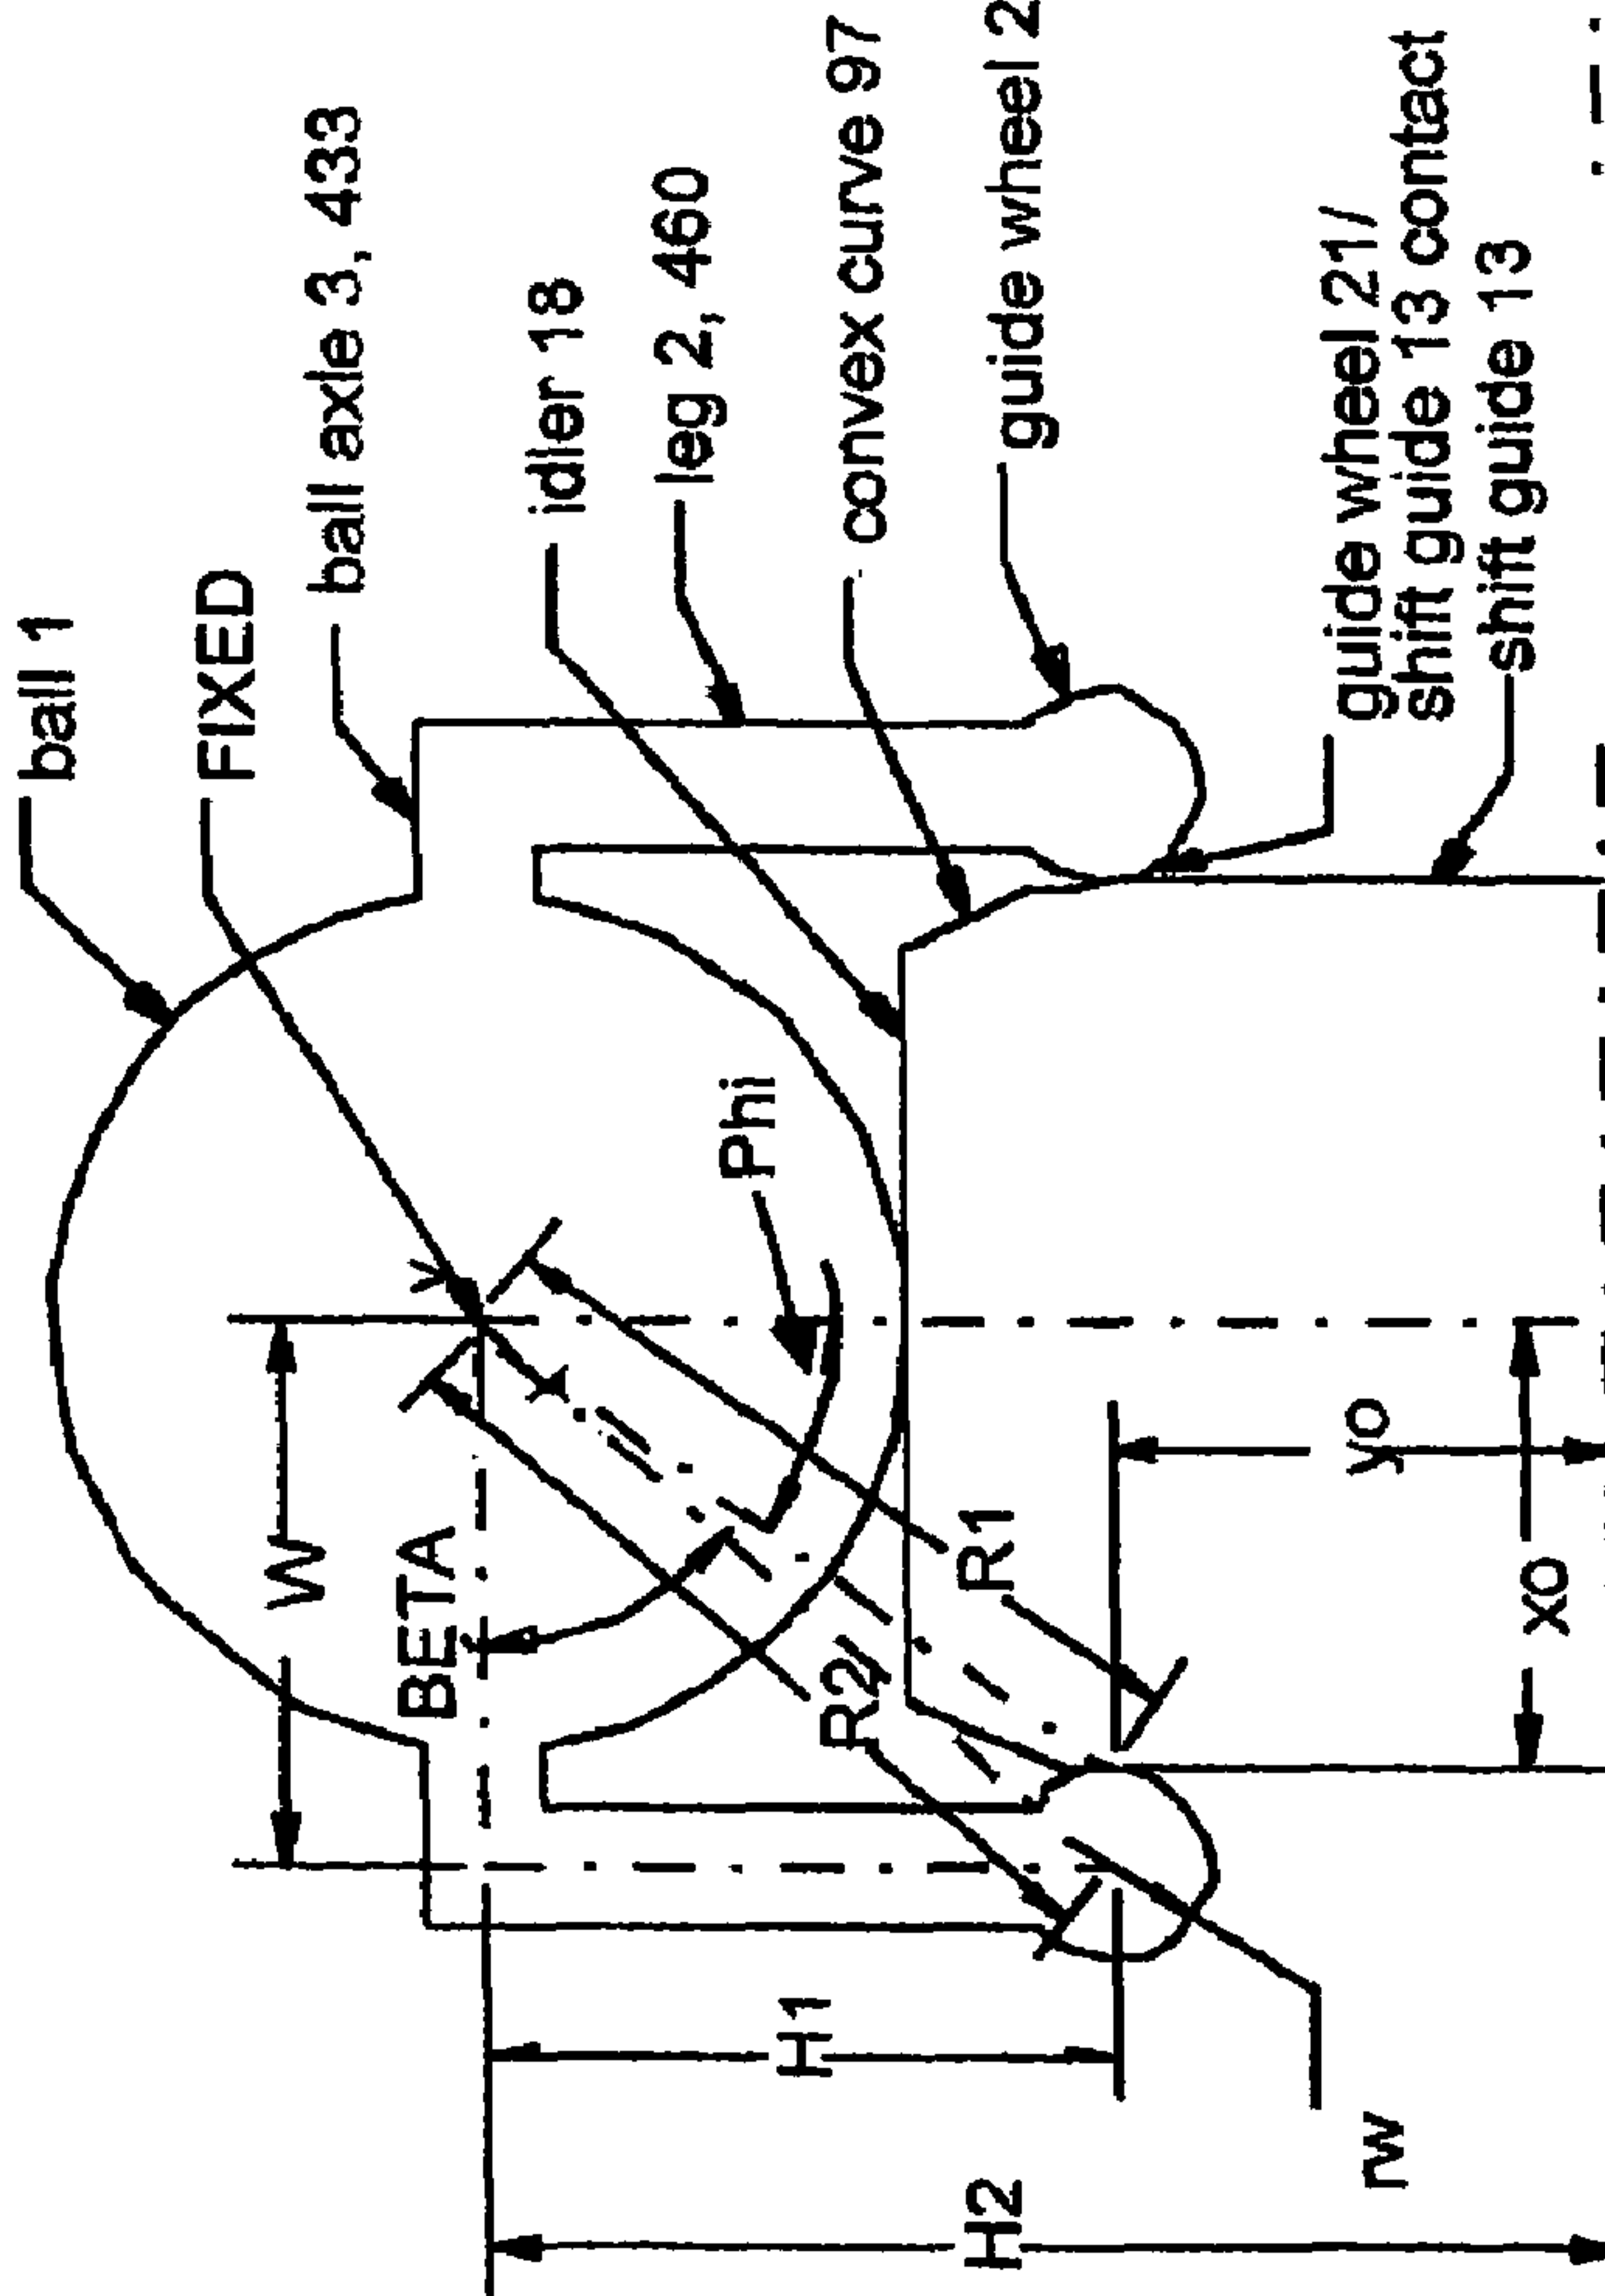 ball 1
FIXED
ball axle 3, 433
idler 18
leg 2, 460
convex curve 97
guide wheel 2
guide wheel 21/
shift guide 13 contact
shift guide 13
Phi
Y
X
W
BETA
R2
R1
yo
xo
H1
H2
rw